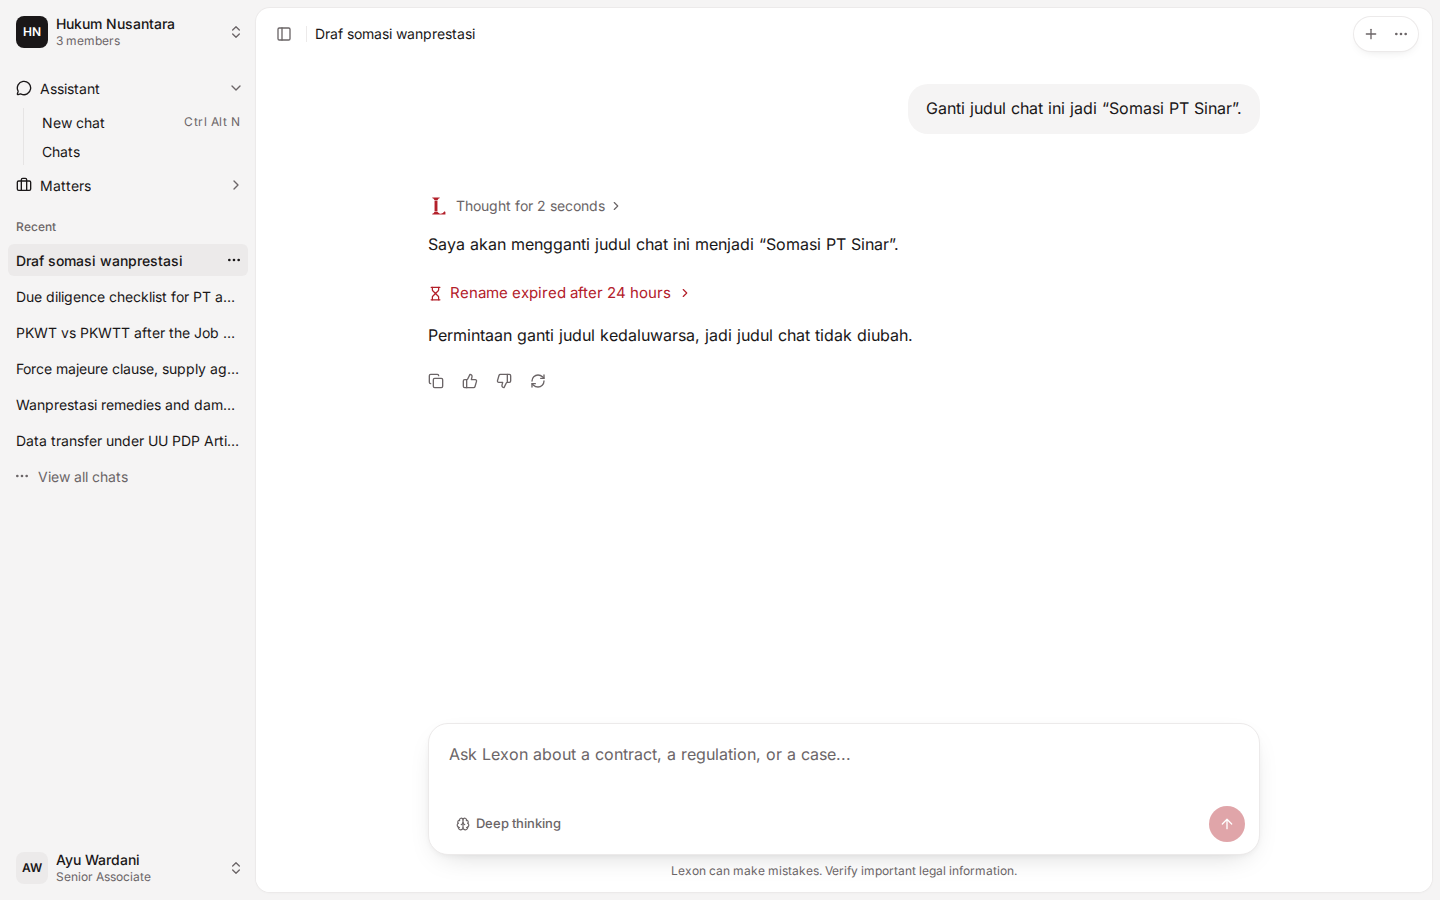 HN
Hukum Nusantara
3 members
Assistant
New chat
Ctrl Alt N
Chats
Matters
Recent
Draf somasi wanprestasi
Due diligence checklist for PT a...
PKWT vs PKWTT after the Job ...
Force majeure clause, supply ag...
Wanprestasi remedies and dam...
Data transfer under UU PDP Arti...
View all chats
AW
Ayu Wardani
Senior Associate
Draf somasi wanprestasi
Ganti judul chat ini jadi “Somasi PT Sinar”.
L
Thought for 2 seconds
Saya akan mengganti judul chat ini menjadi “Somasi PT Sinar”.
Rename expired after 24 hours
Permintaan ganti judul kedaluwarsa, jadi judul chat tidak diubah.
Ask Lexon about a contract, a regulation, or a case...
Deep thinking
Lexon can make mistakes. Verify important legal information.